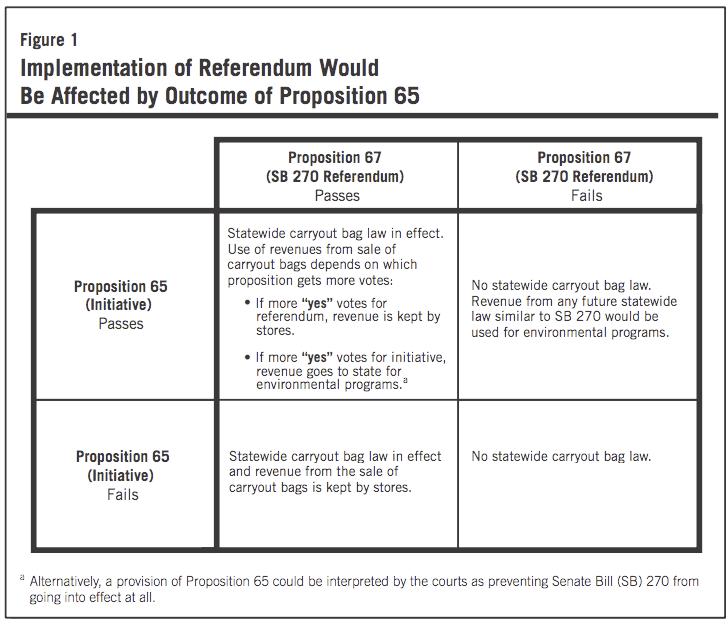 Figure 1
Implementation of Referendum Would
Be Affected by Outcome of Proposition 65
Proposition 67
(SB 270 Referendum)
Passes
Proposition 67
(SB 270 Referendum)
Fails
Proposition 65
(Initiative)
Passes
Statewide carryout bag law in effect.
Use of revenues from sale of
carryout bags depends on which
proposition gets more votes:
• If more “yes” votes for
referendum, revenue is kept by
stores.
• If more “yes” votes for initiative,
revenue goes to state for
environmental programs.a
No statewide carryout bag law.
Revenue from any future statewide
law similar to SB 270 would be
used for environmental programs.
Proposition 65
(Initiative)
Fails
Statewide carryout bag law in effect
and revenue from the sale of
carryout bags is kept by stores.
No statewide carryout bag law.
a Alternatively, a provision of Proposition 65 could be interpreted by the courts as preventing Senate Bill (SB) 270 from
going into effect at all.